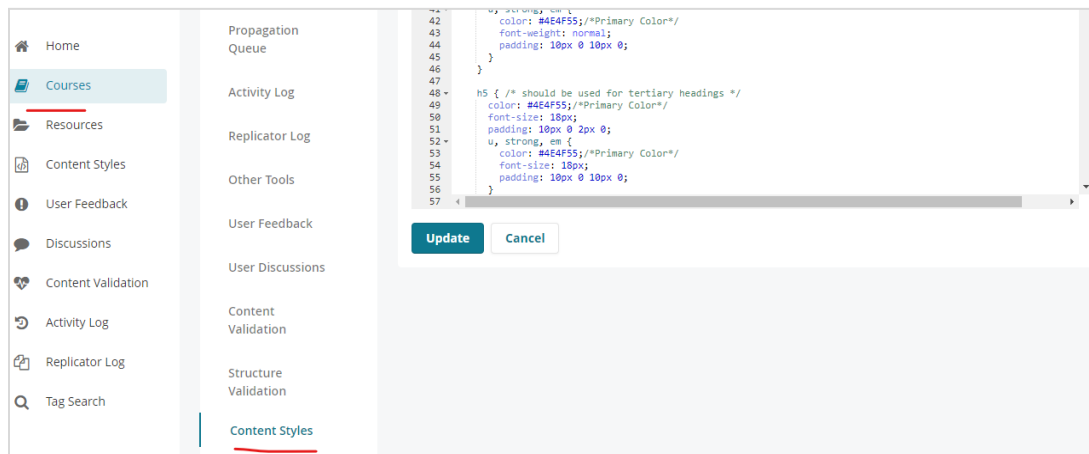 Home
Courses
Resources
Content Styles
User Feedback
Discussions
Content Validation
Activity Log
Replicator Log
Tag Search
Propagation
Queue
Activity Log
Replicator Log
Other Tools
User Feedback
User Discussions
Content
Validation
Structure
Validation
Content Styles
41 u, strong, em {
42 color: #4E4F55;/*Primary Color*/
43 font-weight: normal;
44 padding: 10px 0 10px 0;
45 }
46 }
47
48 h5 { /* should be used for tertiary headings */
49 color: #4E4F55;/*Primary Color*/
50 font-size: 18px;
51 padding: 10px 0 2px 0;
52 u, strong, em {
53 color: #4E4F55;/*Primary Color*/
54 font-size: 18px;
55 padding: 10px 0 10px 0;
56 }
57
Update
Cancel